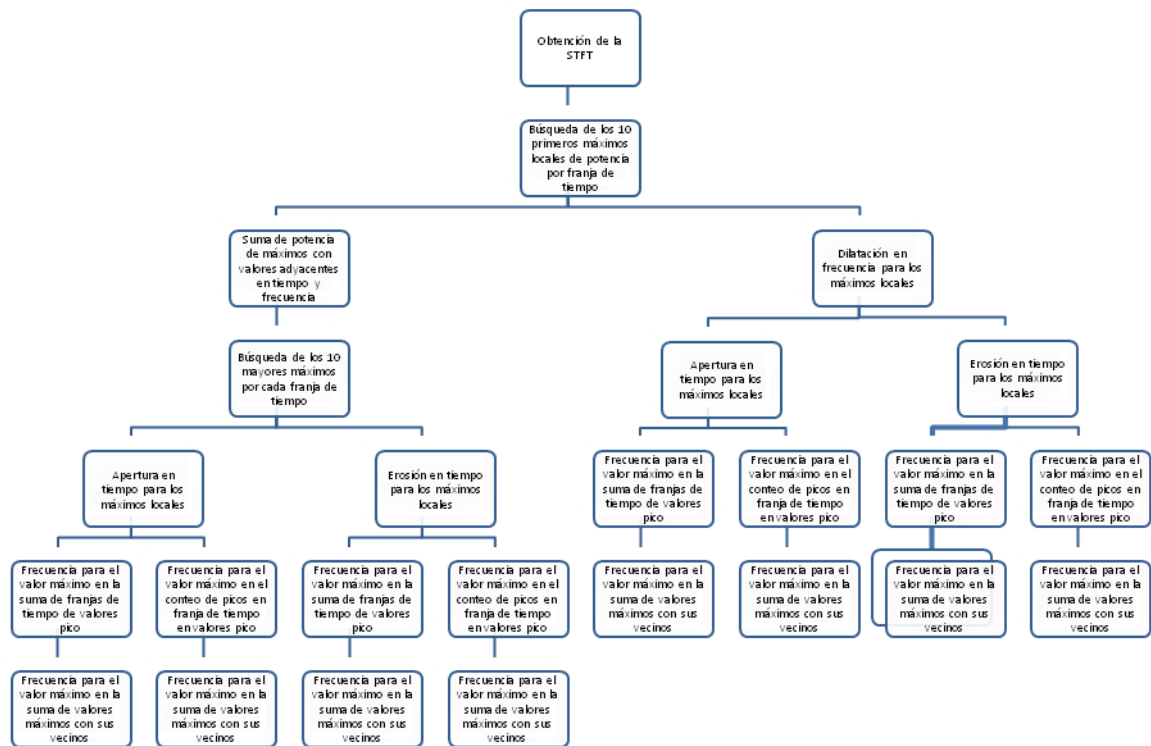 Obtención de la
STFT
Búsqueda de los 10
primeros máximos
locales de potencia
por franja de
tiempo
Suma de potencia
de máximos con
valores adyacentes
en tiempo y
frecuencia
Dilatación en
frecuencia para los
máximos locales
Búsqueda de los 10
mayores máximos
por cada franja de
tiempo
Apertura en
tiempo para los
máximos locales
Erosión en tiempo
para los máximos
locales
Apertura en
tiempo para los
máximos locales
Erosión en tiempo
para los máximos
locales
Frecuencia para el
valor máximo en la
suma de franjas de
tiempo de valores
pico
Frecuencia para el
valor máximo en el
conteo de picos en
franja de tiempo
en valores pico
Frecuencia para el
valor máximo en la
suma de franjas de
tiempo de valores
pico
Frecuencia para el
valor máximo en el
conteo de picos en
franja de tiempo
en valores pico
Frecuencia para el
valor máximo en la
suma de franjas de
tiempo de valores
pico
Frecuencia para el
valor máximo en el
conteo de picos en
franja de tiempo
en valores pico
Frecuencia para el
valor máximo en la
suma de franjas de
tiempo de valores
pico
Frecuencia para el
valor máximo en el
conteo de picos en
franja de tiempo
en valores pico
Frecuencia para el
valor máximo en la
suma de valores
máximos con sus
vecinos
Frecuencia para el
valor máximo en la
suma de valores
máximos con sus
vecinos
Frecuencia para el
valor máximo en la
suma de valores
máximos con sus
vecinos
Frecuencia para el
valor máximo en la
suma de valores
máximos con sus
vecinos
Frecuencia para el
valor máximo en la
suma de valores
máximos con sus
vecinos
Frecuencia para el
valor máximo en la
suma de valores
máximos con sus
vecinos
Frecuencia para el
valor máximo en la
suma de valores
máximos con sus
vecinos
Frecuencia para el
valor máximo en la
suma de valores
máximos con sus
vecinos